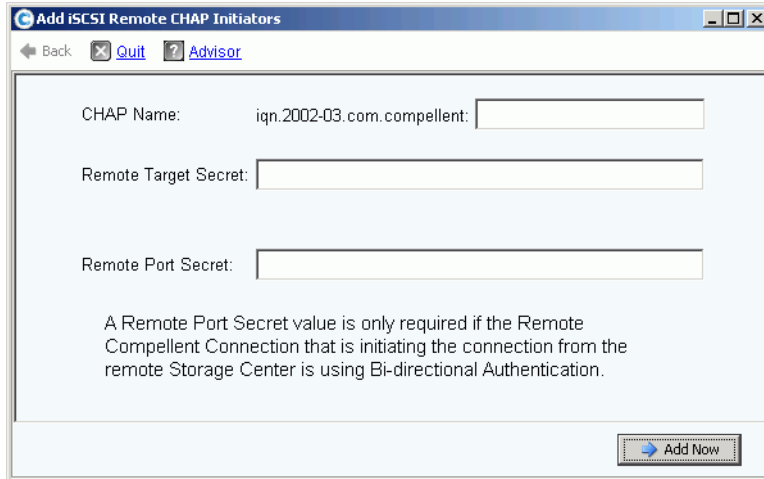 Add iSCSI Remote CHAP Initiators
Back Quit ? Advisor
CHAP Name: iqn.2002-03.com.compellent:
Remote Target Secret:
Remote Port Secret:
A Remote Port Secret value is only required if the Remote
Compellent Connection that is initiating the connection from the
remote Storage Center is using Bi-directional Authentication.
Add Now